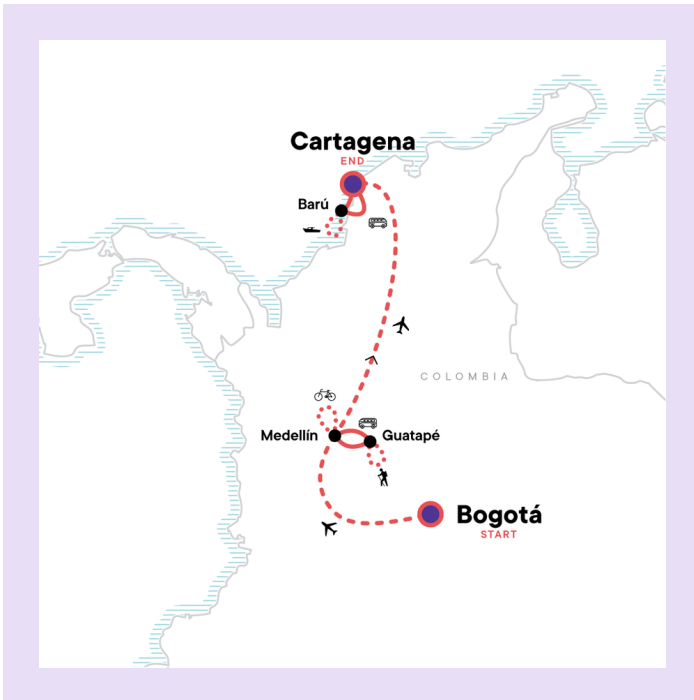 Cartagena
END
Barú
COLOMBIA
Medellín
Guatapé
Bogotá
START